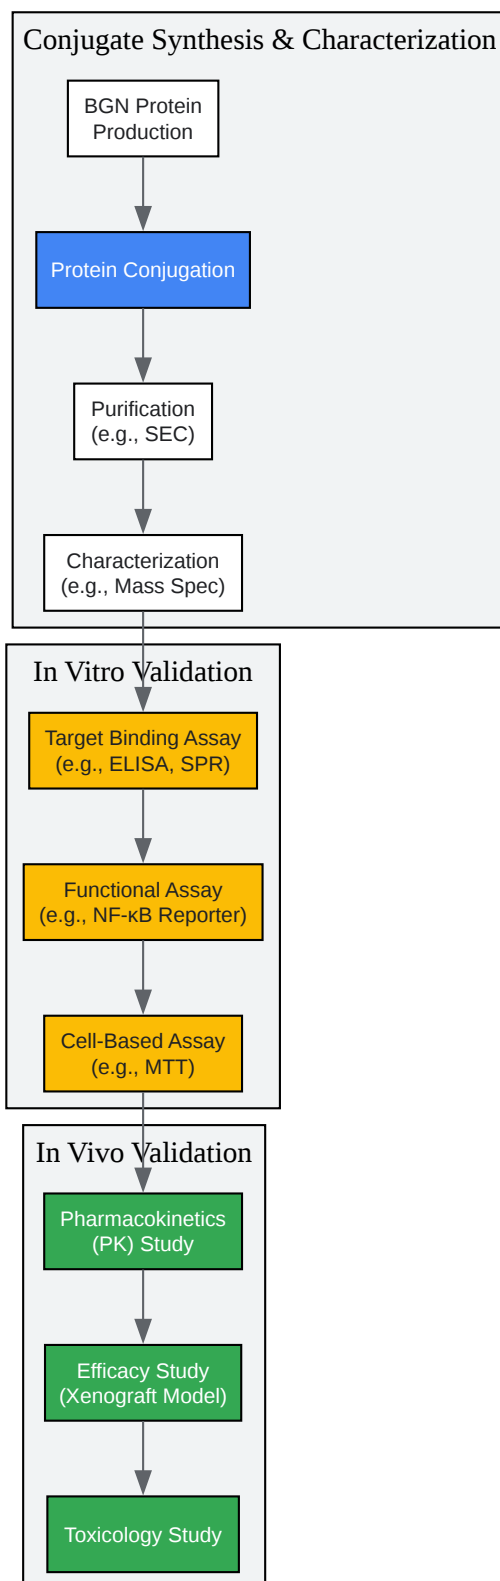 Conjugate Synthesis & Characterization
BGN Protein
Production
Protein Conjugation
Purification
(e.g., SEC)
Characterization
(e.g., Mass Spec)
In Vitro Validation
Target Binding Assay
(e.g., ELISA, SPR)
Functional Assay
(e.g., NF-κB Reporter)
Cell-Based Assay
(e.g., MTT)
In Vivo Validation
Pharmacokinetics
(PK) Study
Efficacy Study
(Xenograft Model)
Toxicology Study